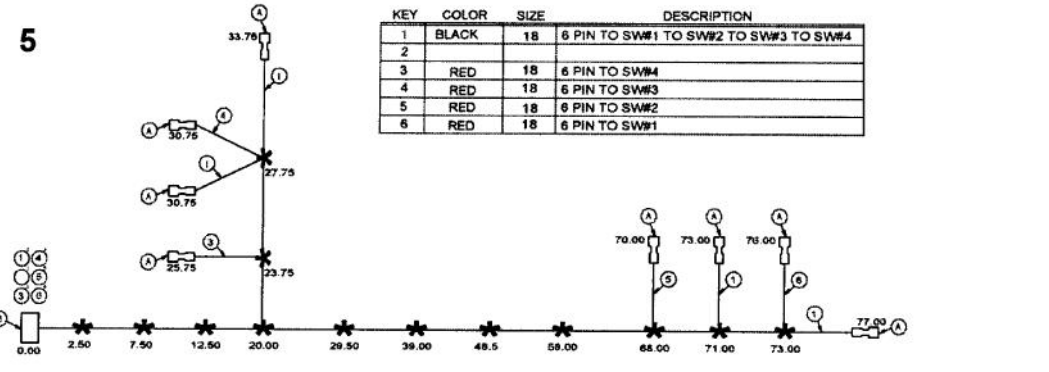 5
KEY COLOR SIZE DESCRIPTION
1 BLACK 18 6 PIN TO SW#1 TO SW#2 TO SW#3 TO SW#4
2
3 RED 18 6 PIN TO SW#4
4 RED 18 6 PIN TO SW#3
5 RED 18 6 PIN TO SW#2
6 RED 18 6 PIN TO SW#1
A
33.75
1
A 4
30.75
1
27.75
A
30.75
3
A
25.75
23.75
A A A
70.00 73.00 76.00
5 1 6
1 4
5
3 6
1
77.00 A
0.00 2.50 7.50 12.50 20.00 29.50 39.00 48.5 58.00 68.00 71.00 73.00